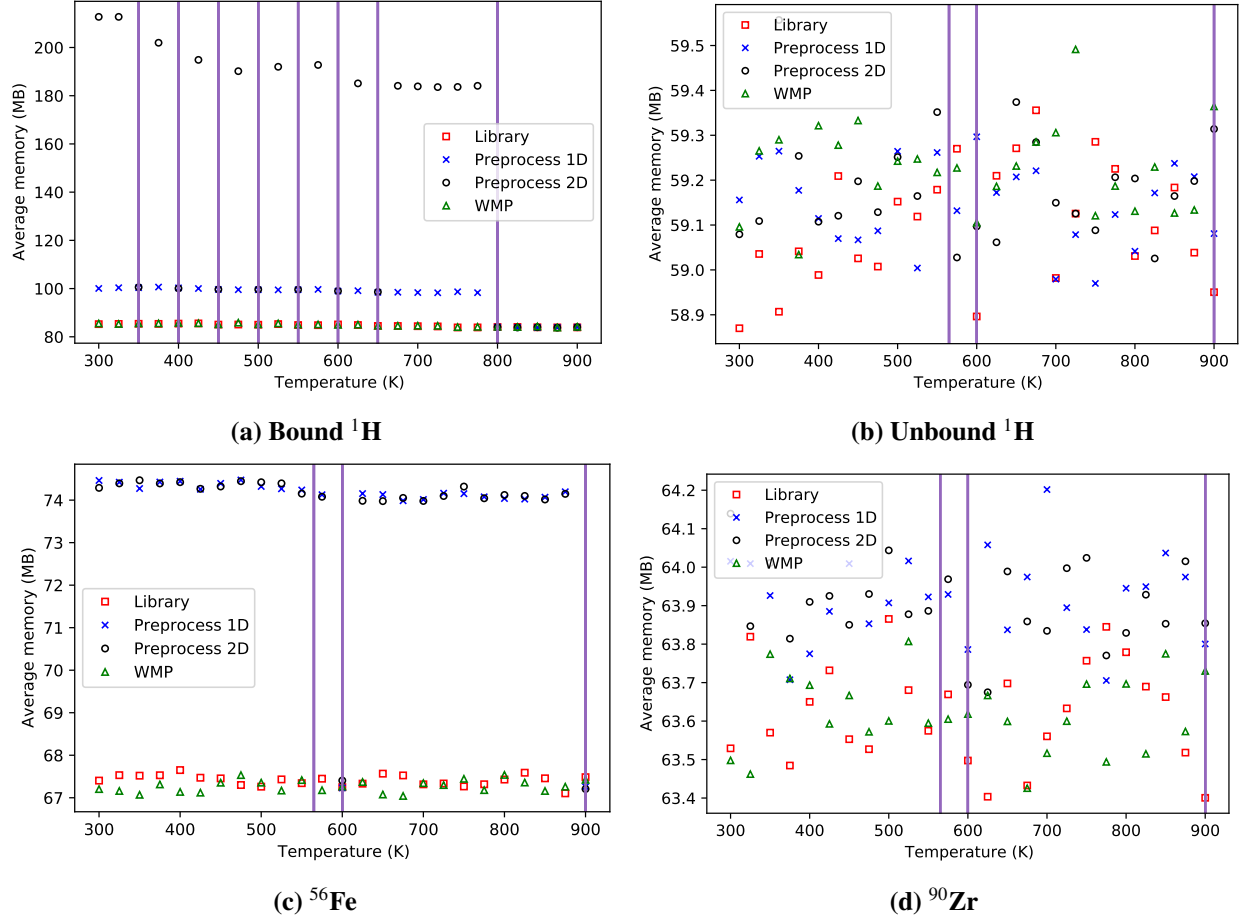 200
180
160
140
120
100
80
Average memory (MB)
Library
Preprocess 1D
Preprocess 2D
WMP
300 400 500 600 700 800 900
Temperature (K)
(a) Bound ¹H
59.5
59.4
59.3
59.2
59.1
59.0
58.9
Average memory (MB)
Library
Preprocess 1D
Preprocess 2D
WMP
300 400 500 600 700 800 900
Temperature (K)
(b) Unbound ¹H
74
73
72
71
70
69
68
67
Average memory (MB)
Library
Preprocess 1D
Preprocess 2D
WMP
300 400 500 600 700 800 900
Temperature (K)
(c) ⁵⁶Fe
64.2
64.1
64.0
63.9
63.8
63.7
63.6
63.5
63.4
Average memory (MB)
Library
Preprocess 1D
Preprocess 2D
WMP
300 400 500 600 700 800 900
Temperature (K)
(d) ⁹⁰Zr